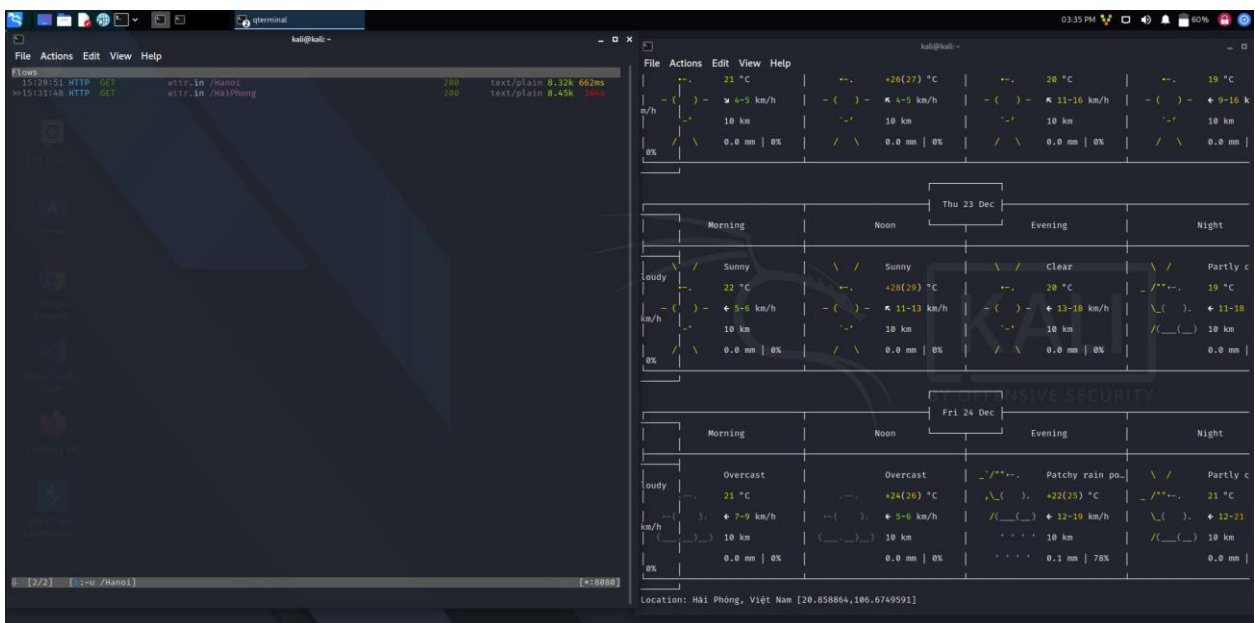 qterminal
03:35 PM
60%
kali@kali: ~
File Actions Edit View Help
Flows
15:29:51 HTTP GET wttr.in /Hanoi 200 text/plain 8.32k 662ms
>>15:31:48 HTTP GET wttr.in /HaiPhong 200 text/plain 8.45k
[2/2] [i:~u /Hanoi] [*:8080]
kali@kali: ~
File Actions Edit View Help
21 °C +26(27) °C 20 °C 19 °C
↘ 4-5 km/h ↖ 4-5 km/h ↖ 11-16 km/h ← 9-16 k
m/h
10 km 10 km 10 km 10 km
0.0 mm | 0% 0.0 mm | 0% 0.0 mm | 0% 0.0 mm |
0%
Thu 23 Dec
Morning Noon Evening Night
Sunny Sunny Clear Partly c
loudy
22 °C +28(29) °C 20 °C 19 °C
← 5-6 km/h ↖ 11-13 km/h ← 13-18 km/h ← 11-18
km/h
10 km 10 km 10 km 10 km
0.0 mm | 0% 0.0 mm | 0% 0.0 mm | 0% 0.0 mm |
0%
KALI
BY OFFENSIVE SECURITY
Fri 24 Dec
Morning Noon Evening Night
Overcast Overcast Patchy rain po… Partly c
loudy
21 °C +24(26) °C +22(25) °C 21 °C
← 7-9 km/h ← 5-6 km/h ← 12-19 km/h ← 12-21
km/h
10 km 10 km 10 km 10 km
0.0 mm | 0% 0.0 mm | 0% 0.1 mm | 78% 0.0 mm |
0%
Location: Hải Phòng, Việt Nam [20.858864,106.6749591]